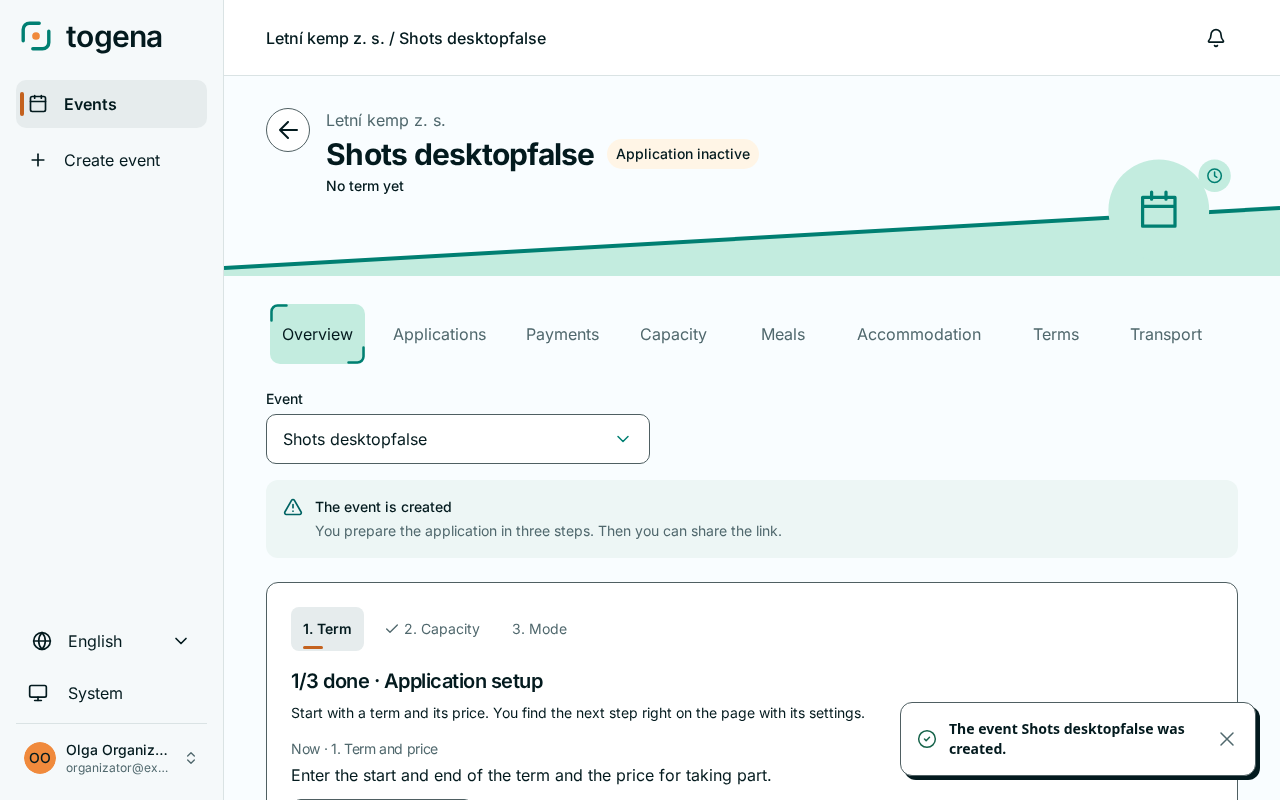 togena
Letní kemp z. s. / Shots desktopfalse
Events
Create event
Letní kemp z. s.
Shots desktopfalse
Application inactive
No term yet
Overview
Applications
Payments
Capacity
Meals
Accommodation
Terms
Transport
Event
Shots desktopfalse
The event is created
You prepare the application in three steps. Then you can share the link.
1. Term
2. Capacity
3. Mode
1/3 done · Application setup
Start with a term and its price. You find the next step right on the page with its settings.
Now · 1. Term and price
Enter the start and end of the term and the price for taking part.
English
System
OO
Olga Organiz...
organizator@ex...
The event Shots desktopfalse was
created.